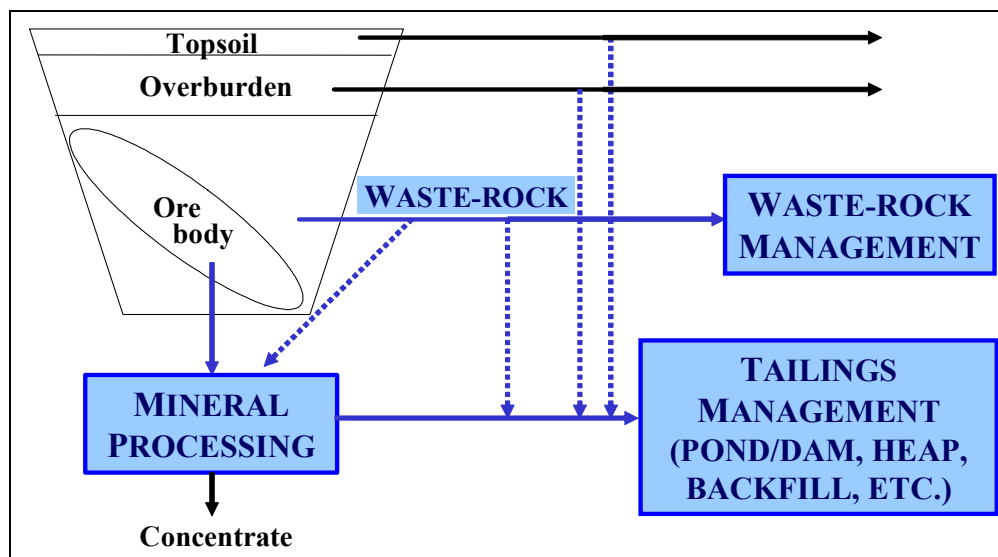 Topsoil
Overburden
WASTE-ROCK
Ore
body
WASTE-ROCK
MANAGEMENT
MINERAL
PROCESSING
TAILINGS
MANAGEMENT
(POND/DAM, HEAP,
BACKFILL, ETC.)
Concentrate